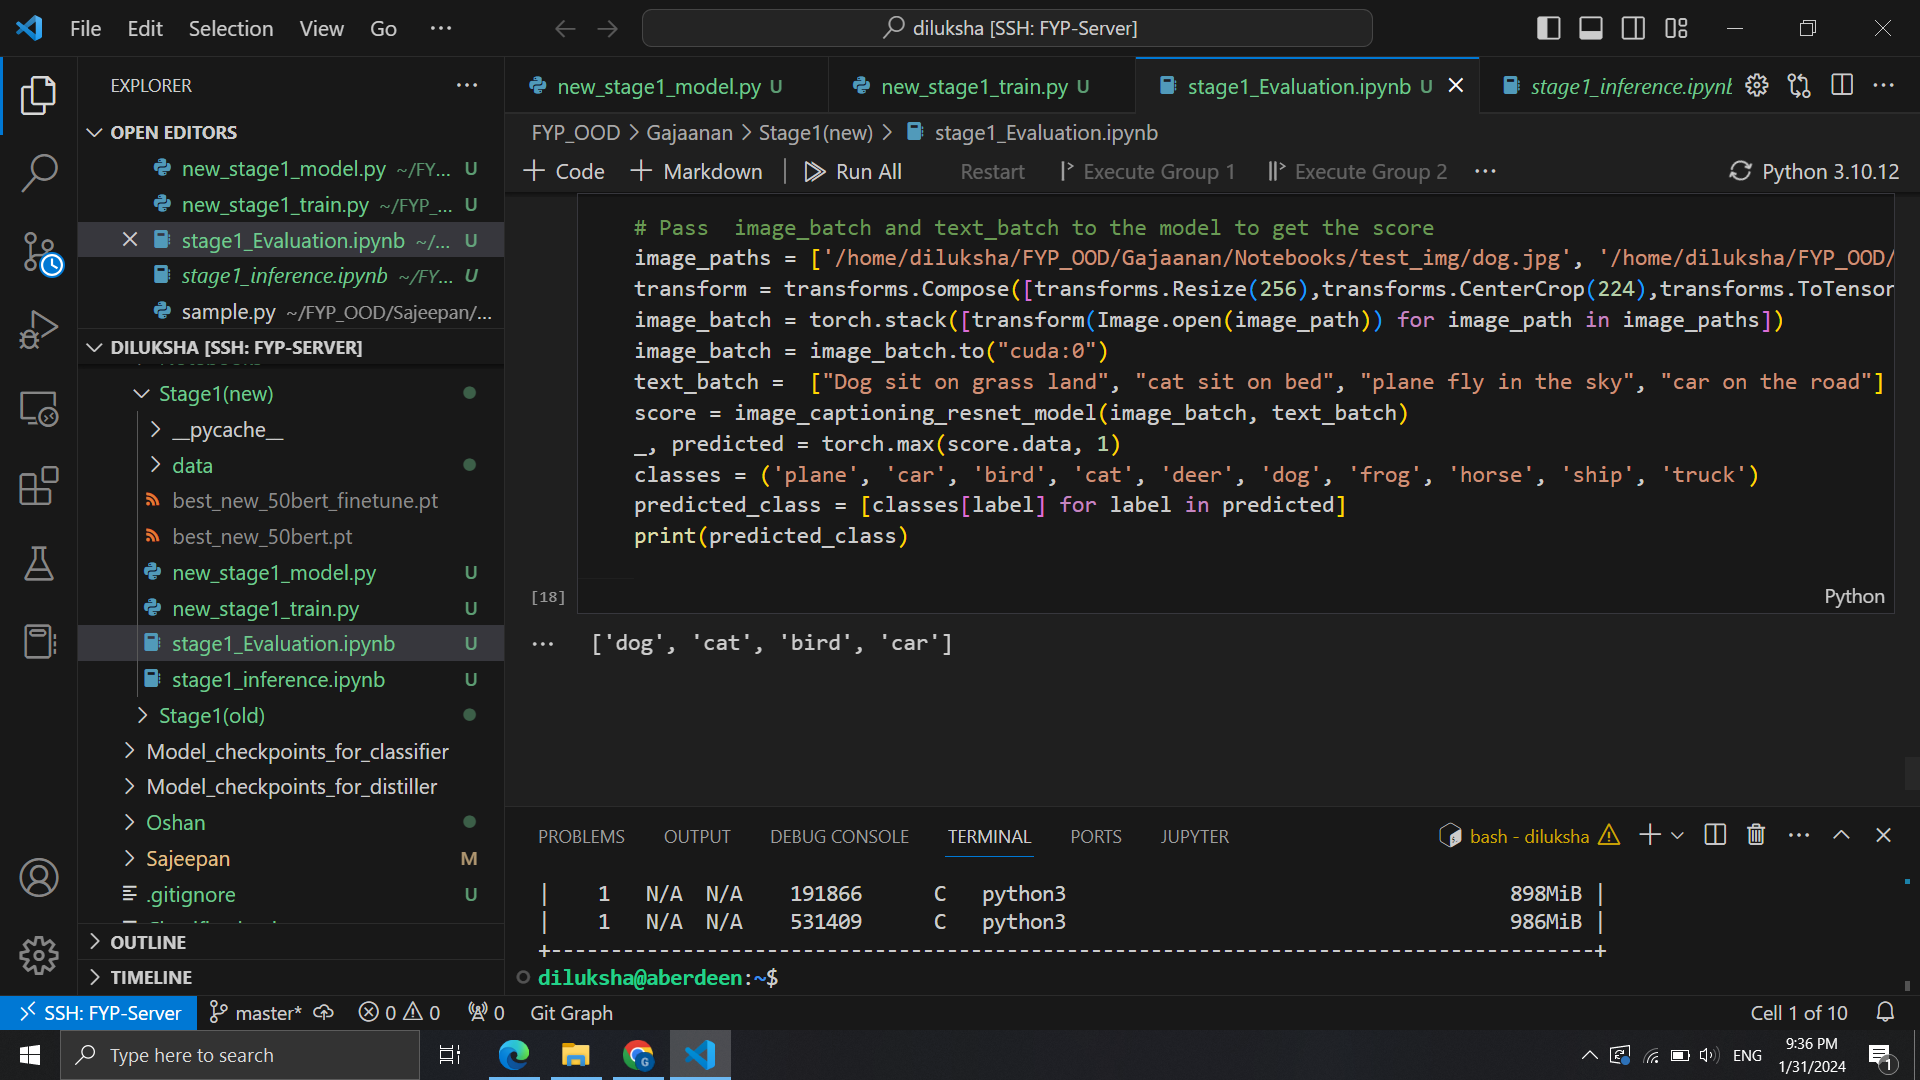 File Edit Selection View Go ···
diluksha [SSH: FYP-Server]
EXPLORER ···
new_stage1_model.py U
new_stage1_train.py U
stage1_Evaluation.ipynb U
stage1_inference.ipynb
OPEN EDITORS
new_stage1_model.py ~/FY... U
new_stage1_train.py ~/FYP_... U
stage1_Evaluation.ipynb ~/... U
stage1_inference.ipynb ~/FY... U
sample.py ~/FYP_OOD/Sajeepan/...
DILUKSHA [SSH: FYP-SERVER]
Stage1(new)
__pycache__
data
best_new_50bert_finetune.pt
best_new_50bert.pt
new_stage1_model.py U
new_stage1_train.py U
stage1_Evaluation.ipynb U
stage1_inference.ipynb U
Stage1(old)
Model_checkpoints_for_classifier
Model_checkpoints_for_distiller
Oshan
Sajeepan M
.gitignore U
OUTLINE
TIMELINE
FYP_OOD > Gajaanan > Stage1(new) > stage1_Evaluation.ipynb
+ Code + Markdown | Run All Restart Execute Group 1 Execute Group 2 ··· Python 3.10.12
# Pass  image_batch and text_batch to the model to get the score
image_paths = ['/home/diluksha/FYP_OOD/Gajaanan/Notebooks/test_img/dog.jpg', '/home/diluksha/FYP_OOD/
transform = transforms.Compose([transforms.Resize(256),transforms.CenterCrop(224),transforms.ToTensor
image_batch = torch.stack([transform(Image.open(image_path)) for image_path in image_paths])
image_batch = image_batch.to("cuda:0")
text_batch =  ["Dog sit on grass land", "cat sit on bed", "plane fly in the sky", "car on the road"]
score = image_captioning_resnet_model(image_batch, text_batch)
_, predicted = torch.max(score.data, 1)
classes = ('plane', 'car', 'bird', 'cat', 'deer', 'dog', 'frog', 'horse', 'ship', 'truck')
predicted_class = [classes[label] for label in predicted]
print(predicted_class)
[18] Python
··· ['dog', 'cat', 'bird', 'car']
PROBLEMS OUTPUT DEBUG CONSOLE TERMINAL PORTS JUPYTER bash - diluksha
| 1 N/A N/A 191866 C python3 898MiB |
| 1 N/A N/A 531409 C python3 986MiB |
+-----------------------------------------------------------------------------------------+
diluksha@aberdeen:~$
SSH: FYP-Server master* 0 0 0 Git Graph Cell 1 of 10
Type here to search
ENG
9:36 PM
1/31/2024
1